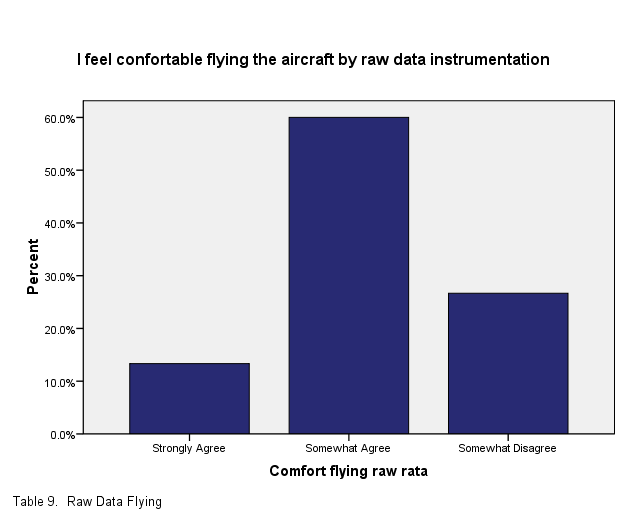 I feel confortable flying the aircraft by raw data instrumentation
60.0%
50.0%
40.0%
30.0%
20.0%
10.0%
0.0%
Percent
Strongly Agree
Somewhat Agree
Somewhat Disagree
Comfort flying raw rata
Table 9. Raw Data Flying